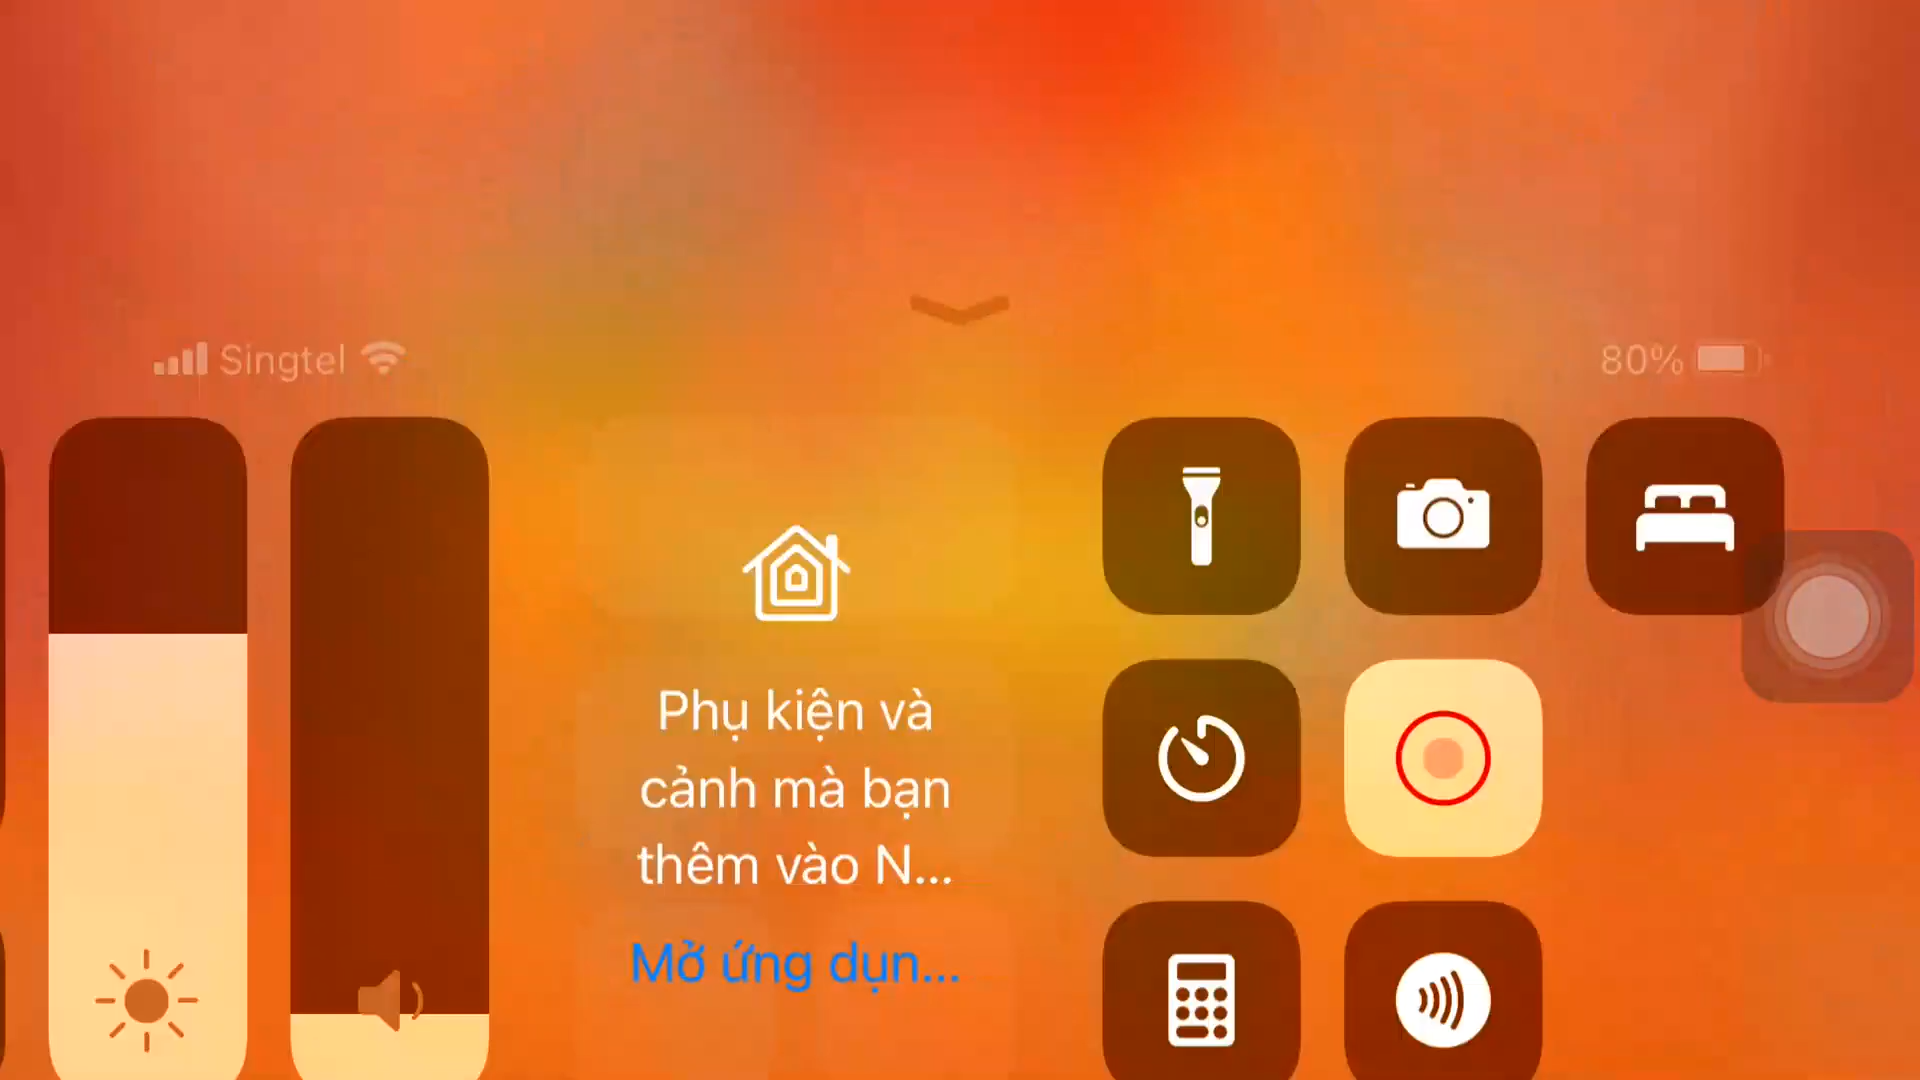 Singtel
80%
Phụ kiện và
cảnh mà bạn
thêm vào N...
Mở ứng dụn...